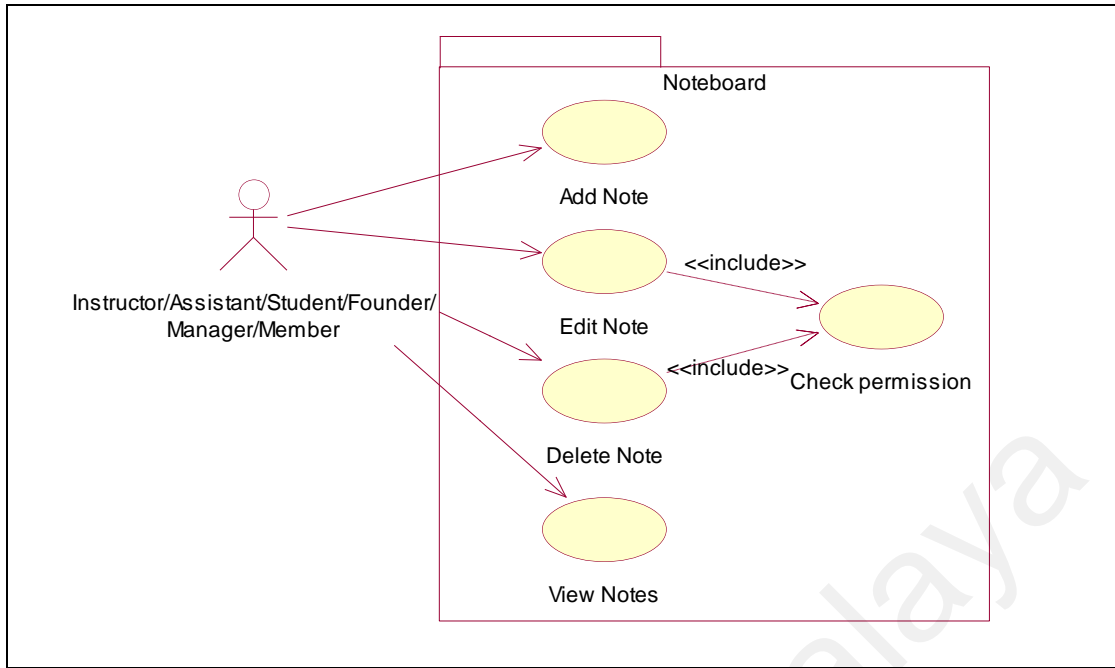 Noteboard
Add Note
<<include>>
Instructor/Assistant/Student/Founder/
Manager/Member
Edit Note
<<include>>
Check permission
Delete Note
View Notes
alaya